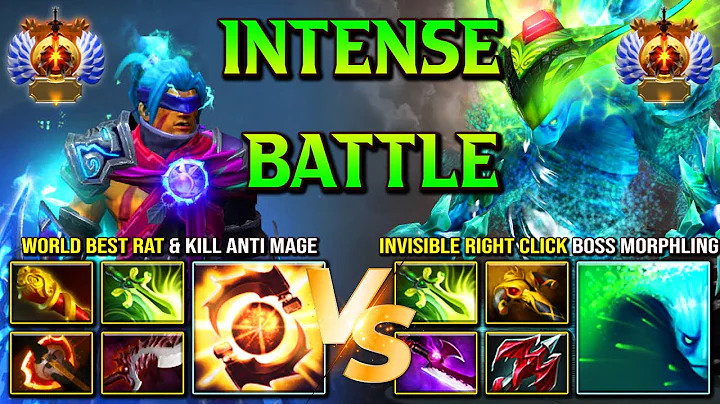 INTENSE
BATTLE
WORLD BEST RAT & KILL ANTI MAGE
INVISIBLE RIGHT CLICK BOSS MORPHLING
VS